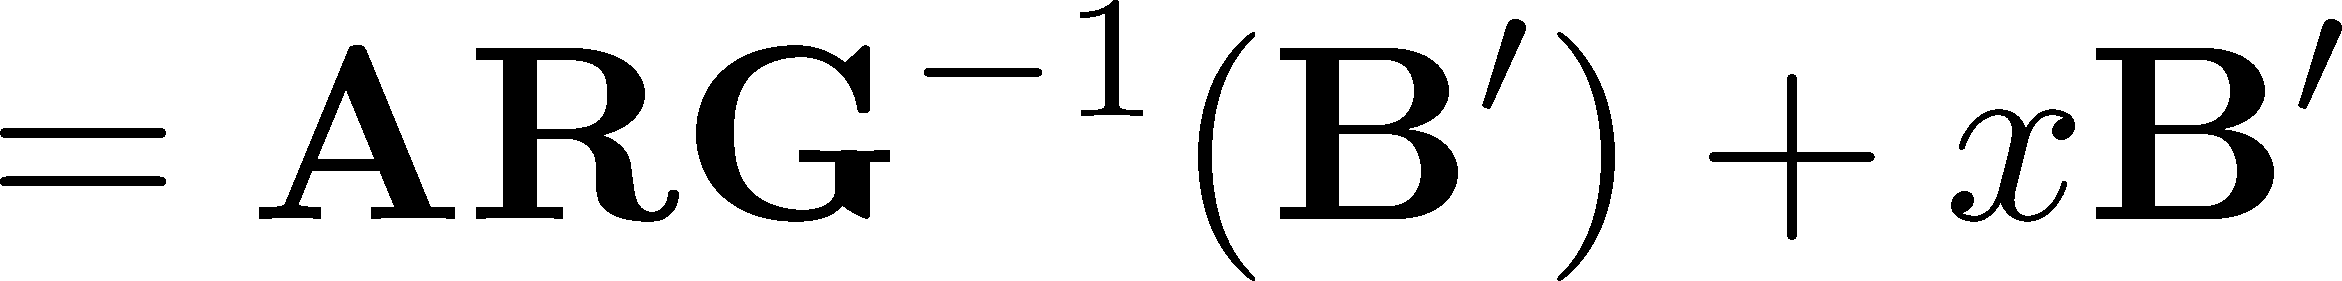 = ARG⁻¹(B′) + xB′